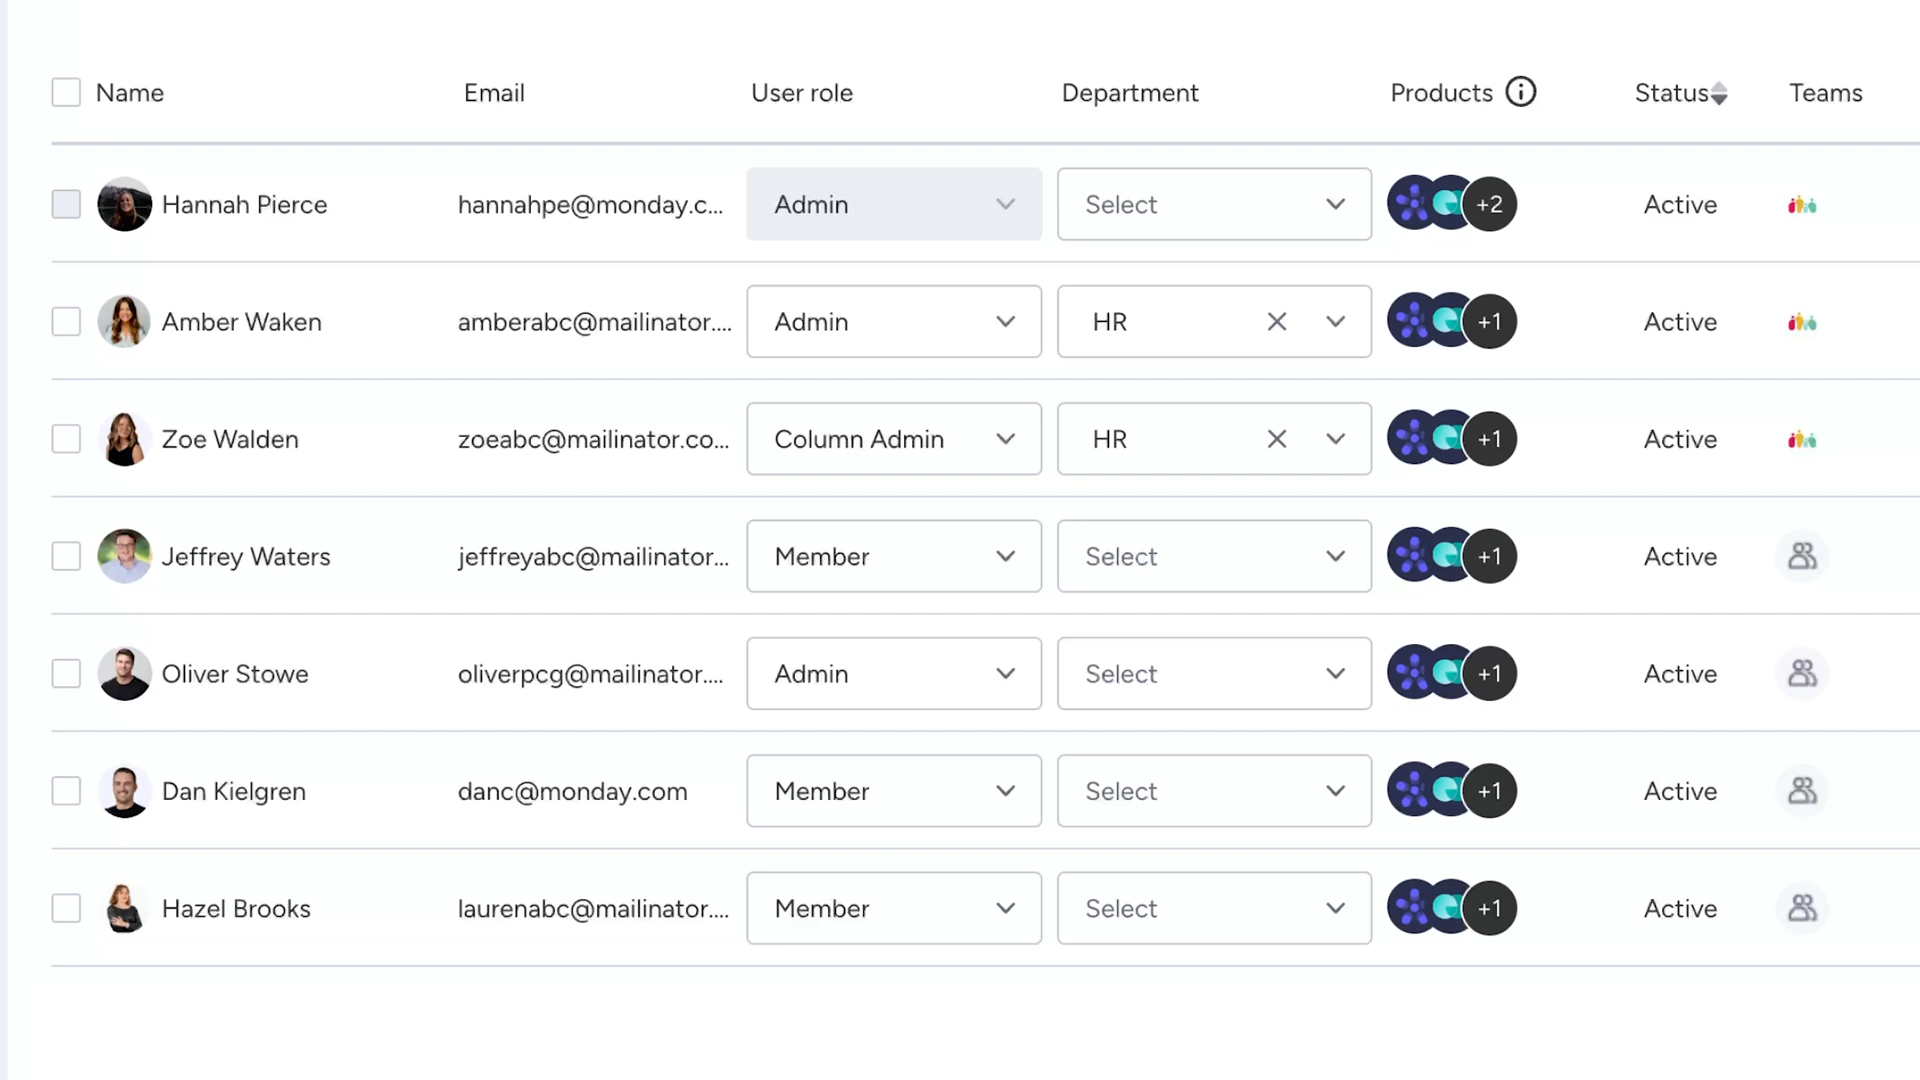 Name Email User role Department Products Status Teams
Hannah Pierce hannahpe@monday.c... Admin Select +2 Active
Amber Waken amberabc@mailinator.... Admin HR +1 Active
Zoe Walden zoeabc@mailinator.co... Column Admin HR +1 Active
Jeffrey Waters jeffreyabc@mailinator... Member Select +1 Active
Oliver Stowe oliverpcg@mailinator.... Admin Select +1 Active
Dan Kielgren danc@monday.com Member Select +1 Active
Hazel Brooks laurenabc@mailinator.... Member Select +1 Active